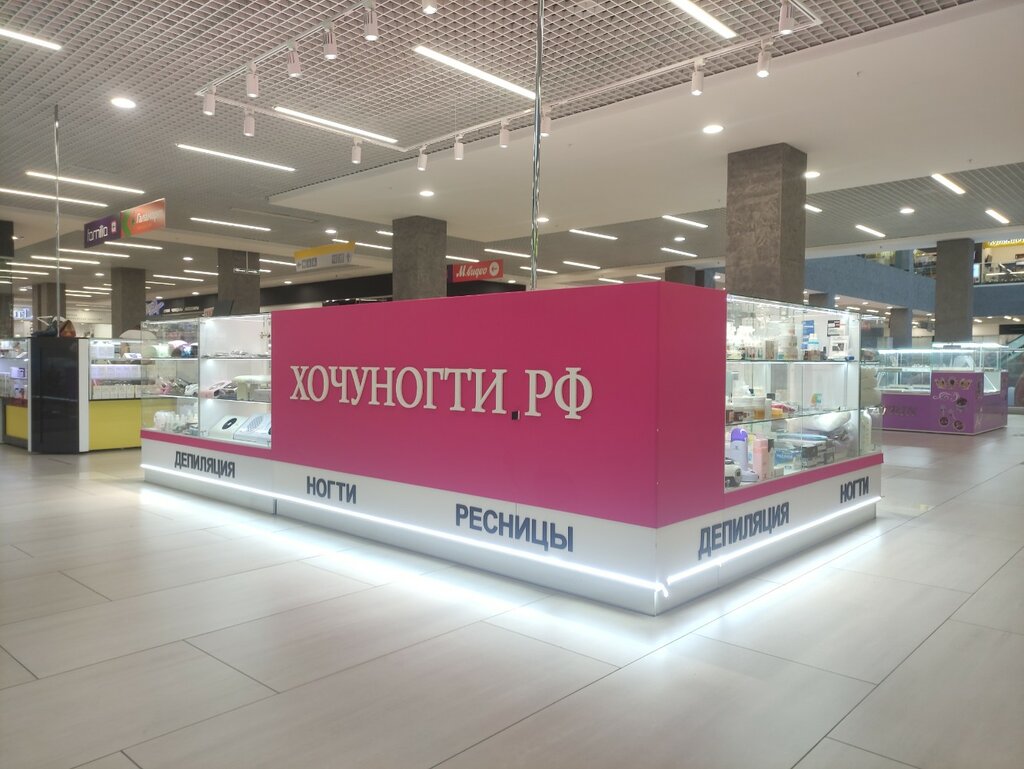 familia
М.видео
ХОЧУНОГТИ.РФ
ДЕПИЛЯЦИЯ
НОГТИ
РЕСНИЦЫ
ДЕПИЛЯЦИЯ
НОГТИ